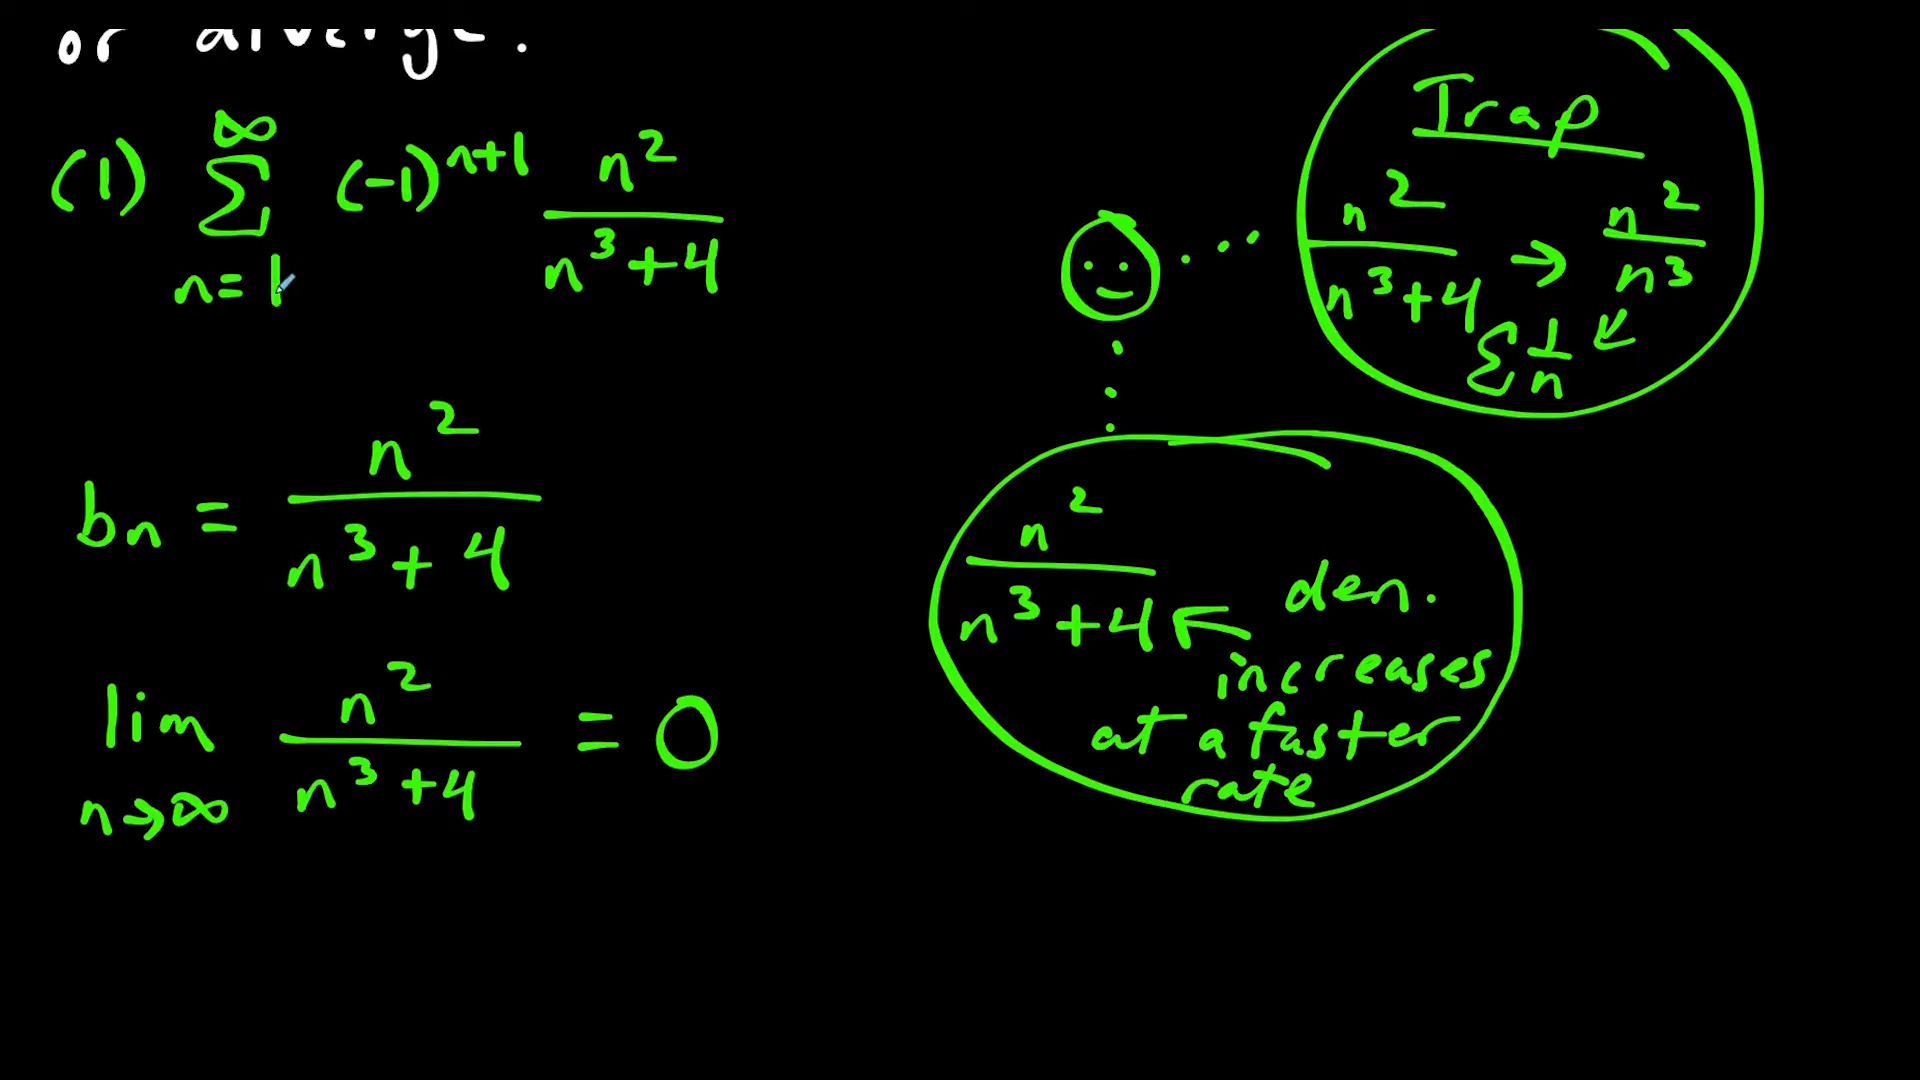 or diverge.
(1) ∑_{n=1}^{∞} (-1)^{n+1} n²/(n³+4)
bn = n²/(n³+4)
lim_{n→∞} n²/(n³+4) = 0
Trap
n²/(n³+4) → n²/n³
∑ 1/n ↙
n²/(n³+4) ← den.
increases
at a faster
rate